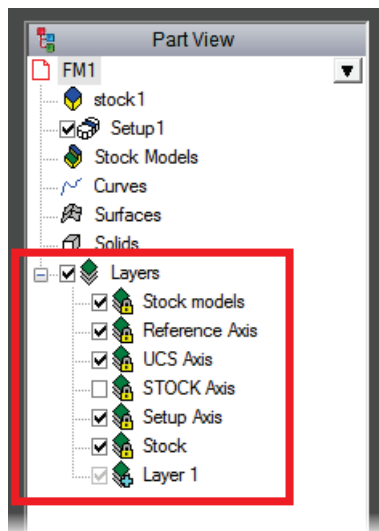 Part View
FM1
stock1
Setup1
Stock Models
Curves
Surfaces
Solids
Layers
Stock models
Reference Axis
UCS Axis
STOCK Axis
Setup Axis
Stock
Layer 1